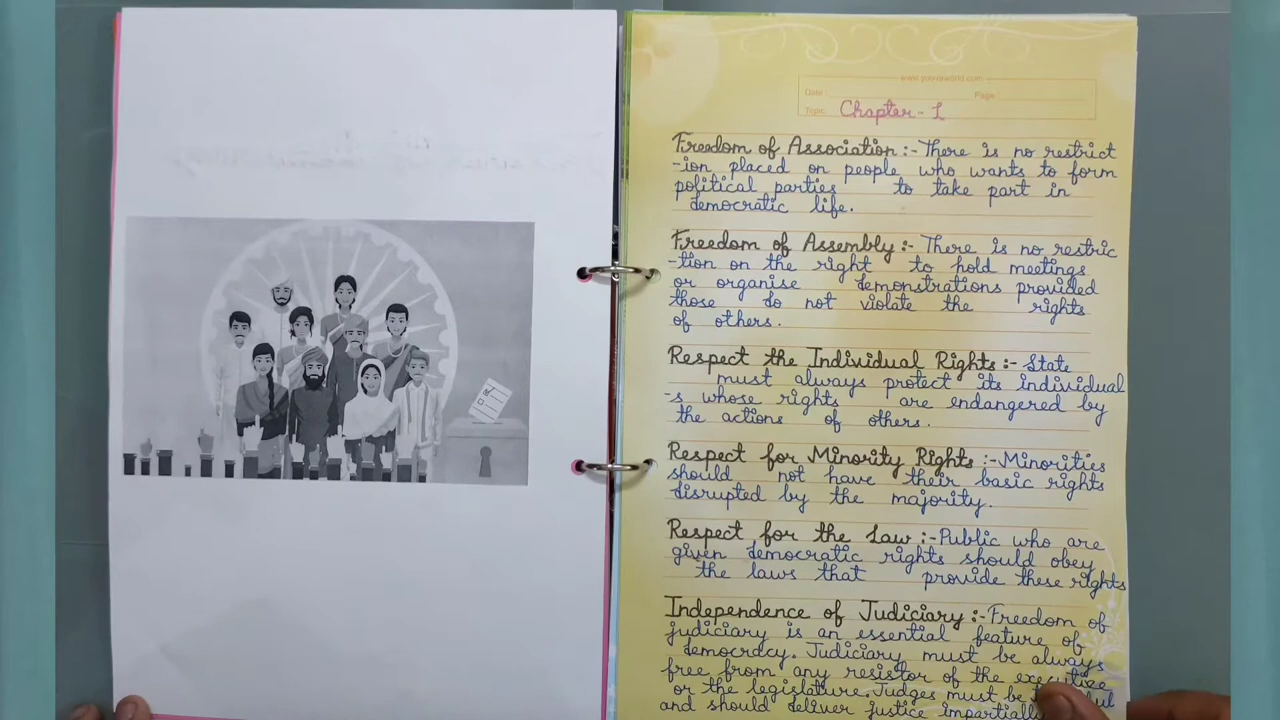 www.yobroworld.com
Date :
Page :
Topic
Chapter - 1
Freedom of Association :- There is no restrict
-ion placed on people who wants to form
political parties to take part in
democratic life.
Freedom of Assembly :- There is no restric
-tion on the right to hold meetings
or organise demonstrations provided
those do not violate the rights
of others.
Respect the Individual Rights :- State
must always protect its individual
-s whose rights are endangered by
the actions of others.
Respect for Minority Rights :- Minorities
should not have their basic rights
disrupted by the majority.
Respect for the Law :- Public who are
given democratic rights should obey
the laws that provide these rights
Independence of Judiciary :- Freedom of
judiciary is an essential feature of
democracy. Judiciary must be always
free from any resistor of the executive
or the legislature. Judges must be
and should deliver justice impartially